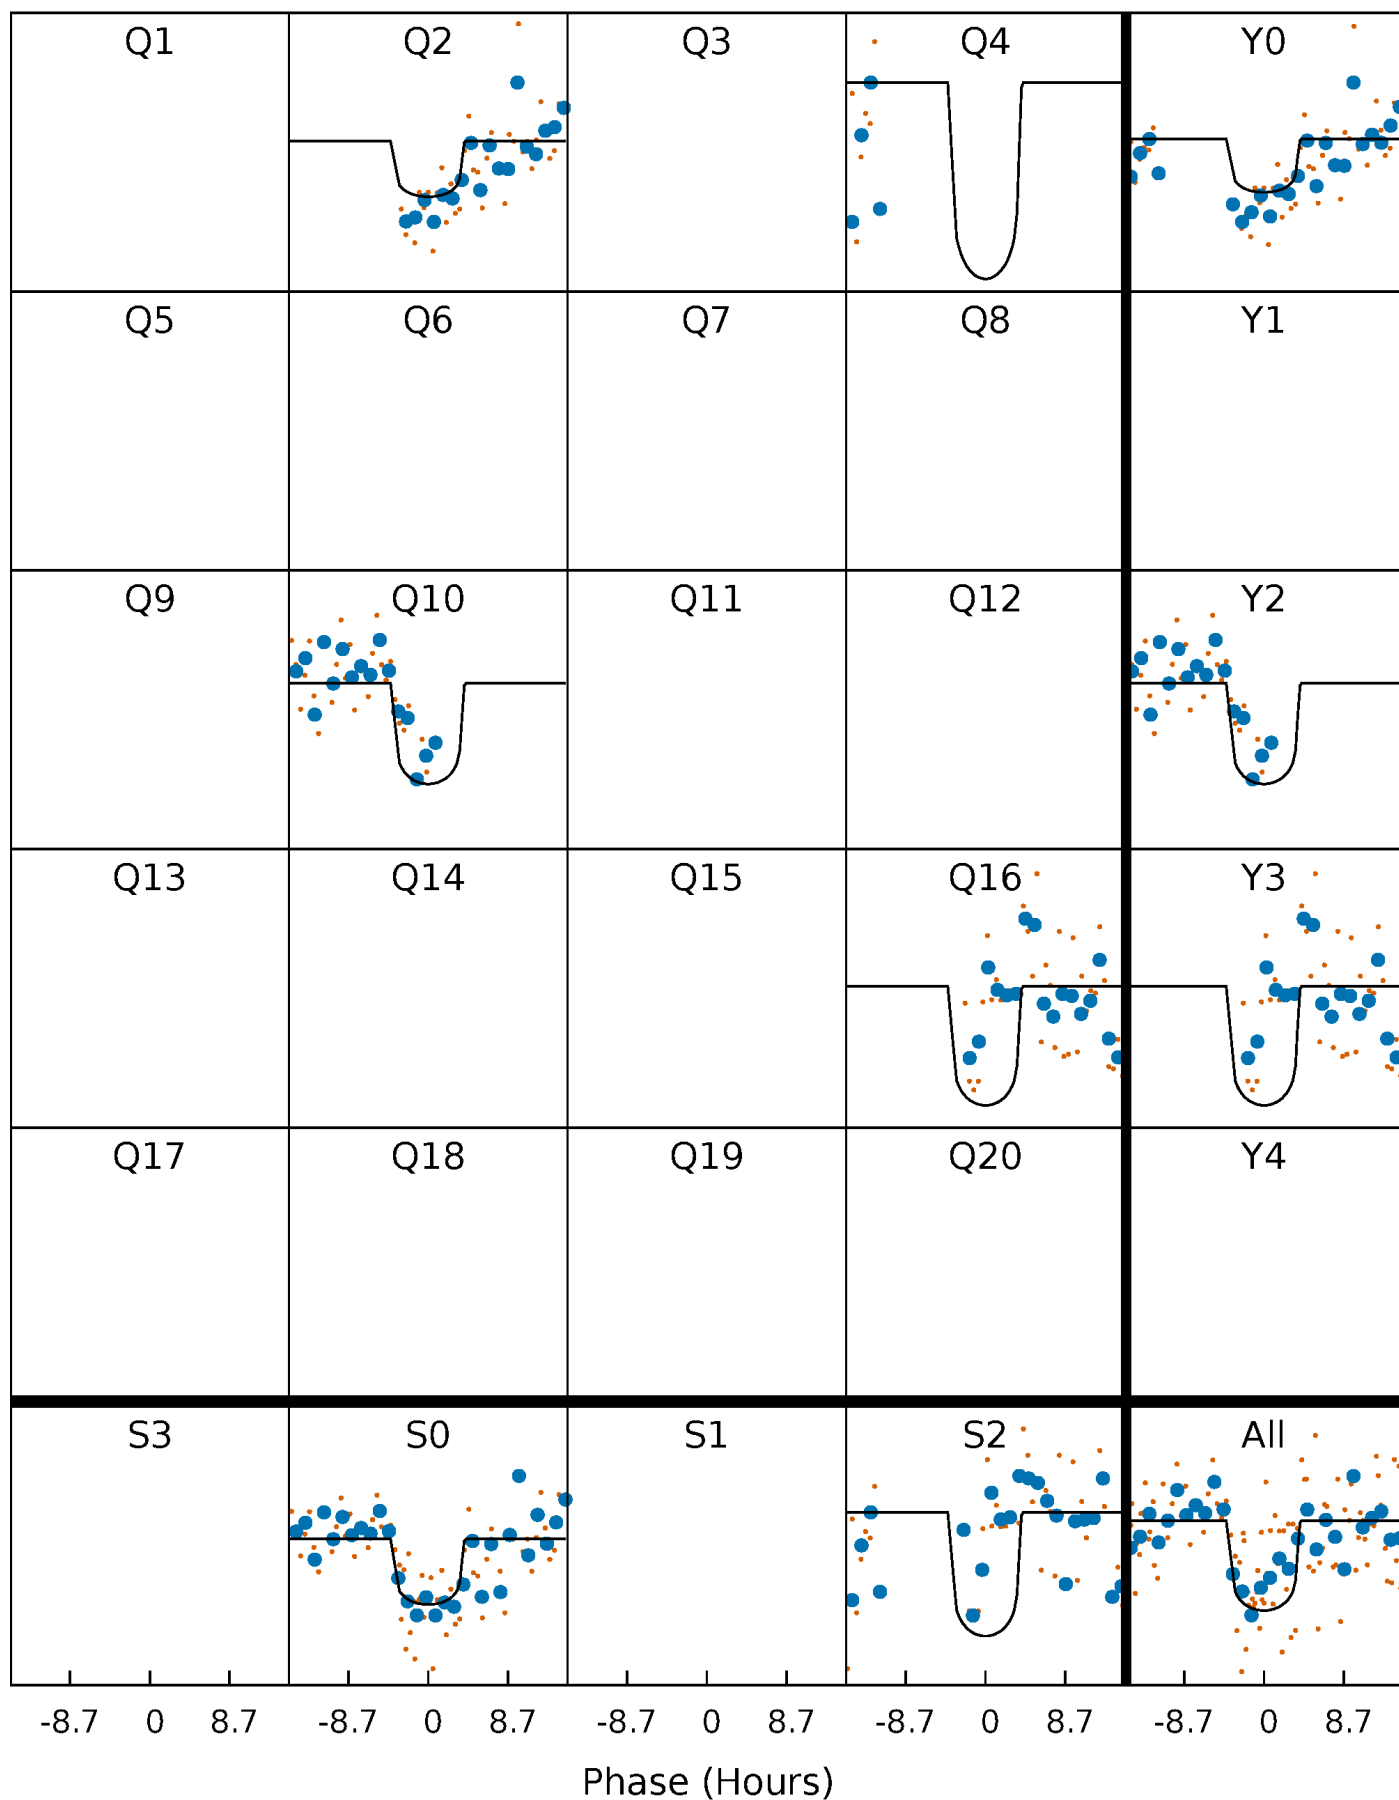 Q1 Q2 Q3 Q4 Y0
Q5 Q6 Q7 Q8 Y1
Q9 Q10 Q11 Q12 Y2
Q13 Q14 Q15 Q16 Y3
Q17 Q18 Q19 Q20 Y4
S3 S0 S1 S2 All
-8.7 0 8.7 -8.7 0 8.7 -8.7 0 8.7 -8.7 0 8.7 -8.7 0 8.7
Phase (Hours)